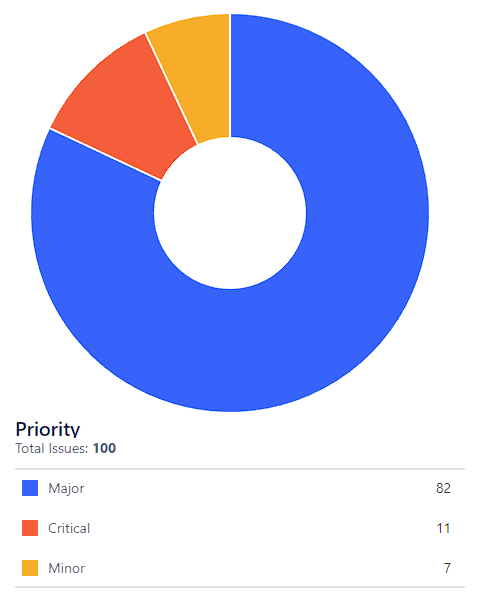 Priority
Total Issues: 100
Major 82
Critical 11
Minor 7